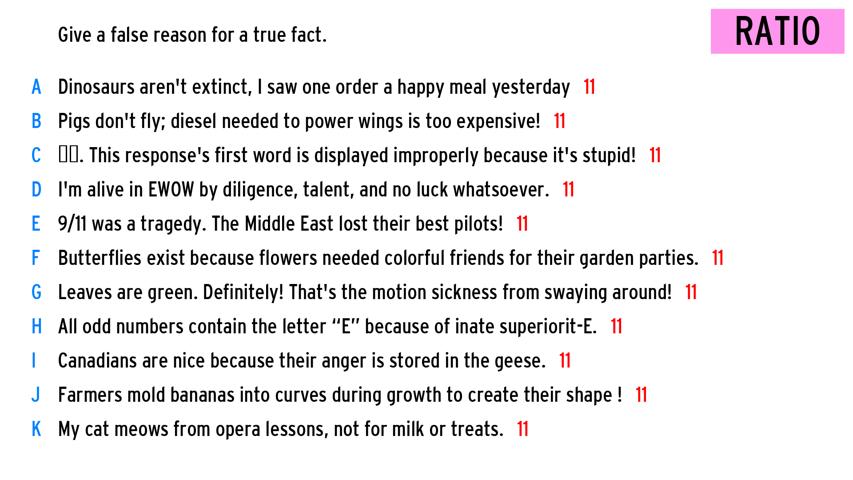 Give a false reason for a true fact.
RATIO
A Dinosaurs aren't extinct, I saw one order a happy meal yesterday 11
B Pigs don't fly; diesel needed to power wings is too expensive! 11
C ▯▯. This response's first word is displayed improperly because it's stupid! 11
D I'm alive in EWOW by diligence, talent, and no luck whatsoever. 11
E 9/11 was a tragedy. The Middle East lost their best pilots! 11
F Butterflies exist because flowers needed colorful friends for their garden parties. 11
G Leaves are green. Definitely! That's the motion sickness from swaying around! 11
H All odd numbers contain the letter “E” because of inate superiorit-E. 11
I Canadians are nice because their anger is stored in the geese. 11
J Farmers mold bananas into curves during growth to create their shape ! 11
K My cat meows from opera lessons, not for milk or treats. 11